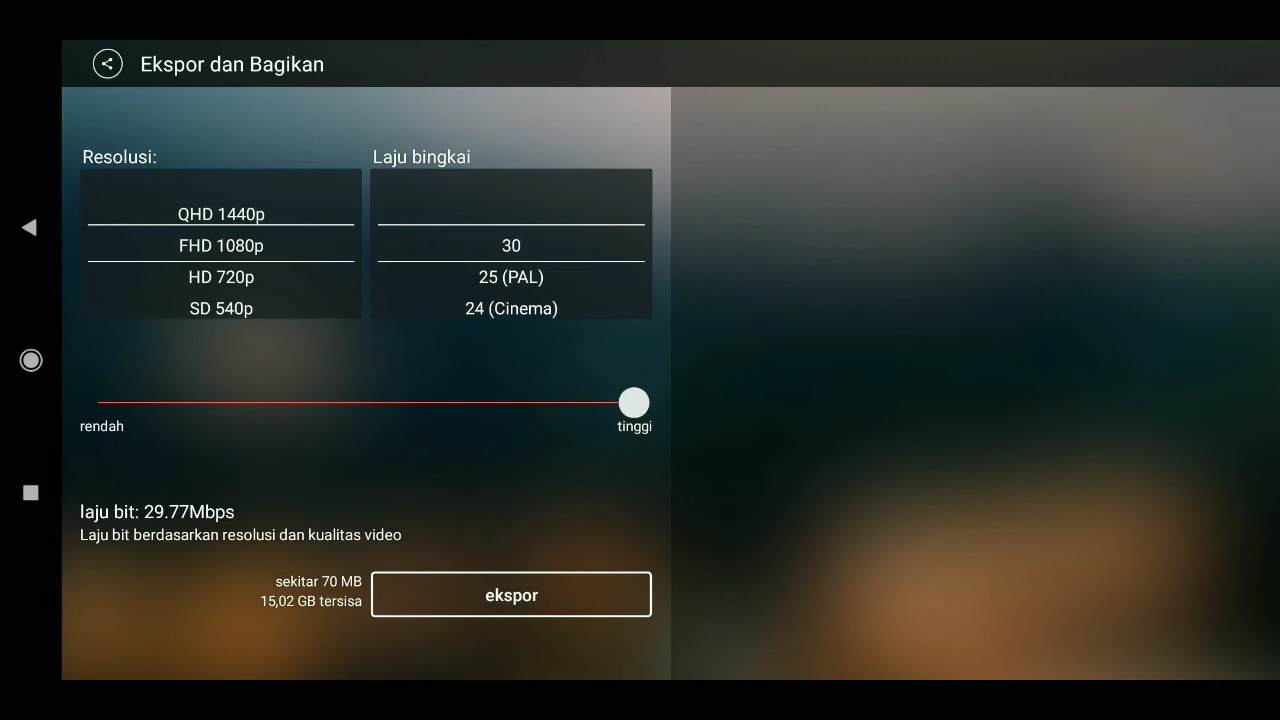 Ekspor dan Bagikan
Resolusi:
QHD 1440p
FHD 1080p
HD 720p
SD 540p
Laju bingkai
30
25 (PAL)
24 (Cinema)
rendah
tinggi
laju bit: 29.77Mbps
Laju bit berdasarkan resolusi dan kualitas video
sekitar 70 MB
15,02 GB tersisa
ekspor